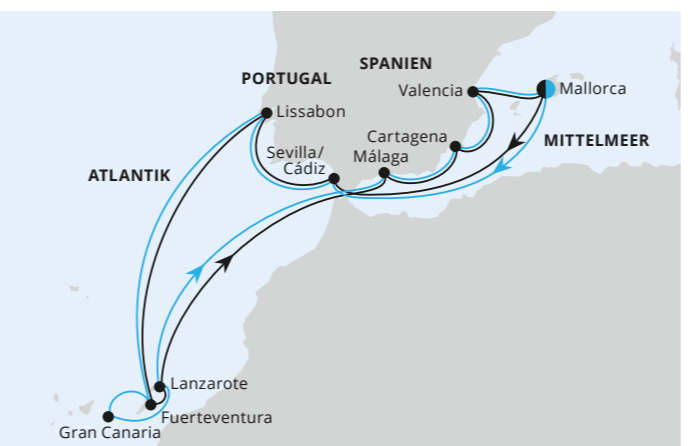 SPANIEN
PORTUGAL
Valencia
Mallorca
Lissabon
Cartagena
MITTELMEER
Sevilla/
Cádiz
Málaga
ATLANTIK
Lanzarote
Fuerteventura
Gran Canaria